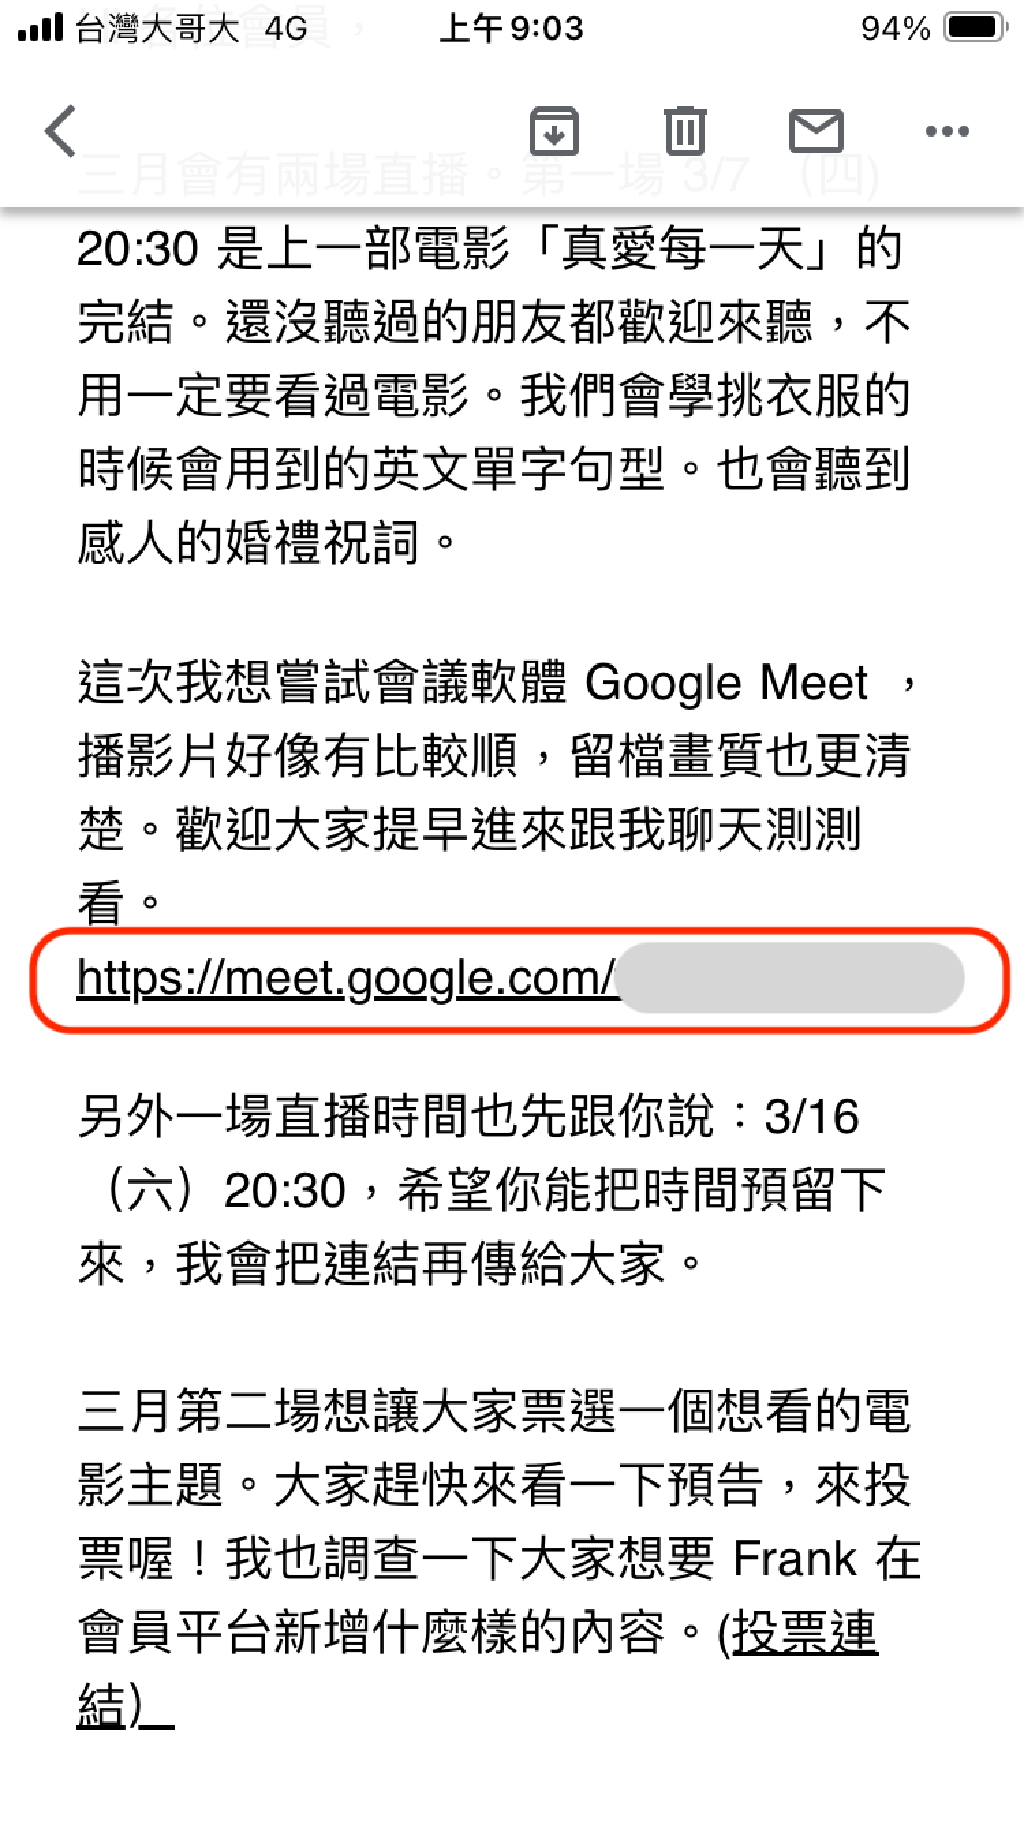 台灣大哥大 4G 上午9:03 94%
三月會有兩場直播。第一場 3/7 （四)
20:30 是上一部電影「真愛每一天」的
完結。還沒聽過的朋友都歡迎來聽，不
用一定要看過電影。我們會學挑衣服的
時候會用到的英文單字句型。也會聽到
感人的婚禮祝詞。
這次我想嘗試會議軟體 Google Meet ，
播影片好像有比較順，留檔畫質也更清
楚。歡迎大家提早進來跟我聊天測測
看。
https://meet.google.com/
另外一場直播時間也先跟你說：3/16
（六）20:30，希望你能把時間預留下
來，我會把連結再傳給大家。
三月第二場想讓大家票選一個想看的電
影主題。大家趕快來看一下預告，來投
票喔！我也調查一下大家想要 Frank 在
會員平台新增什麼樣的內容。(投票連
結)